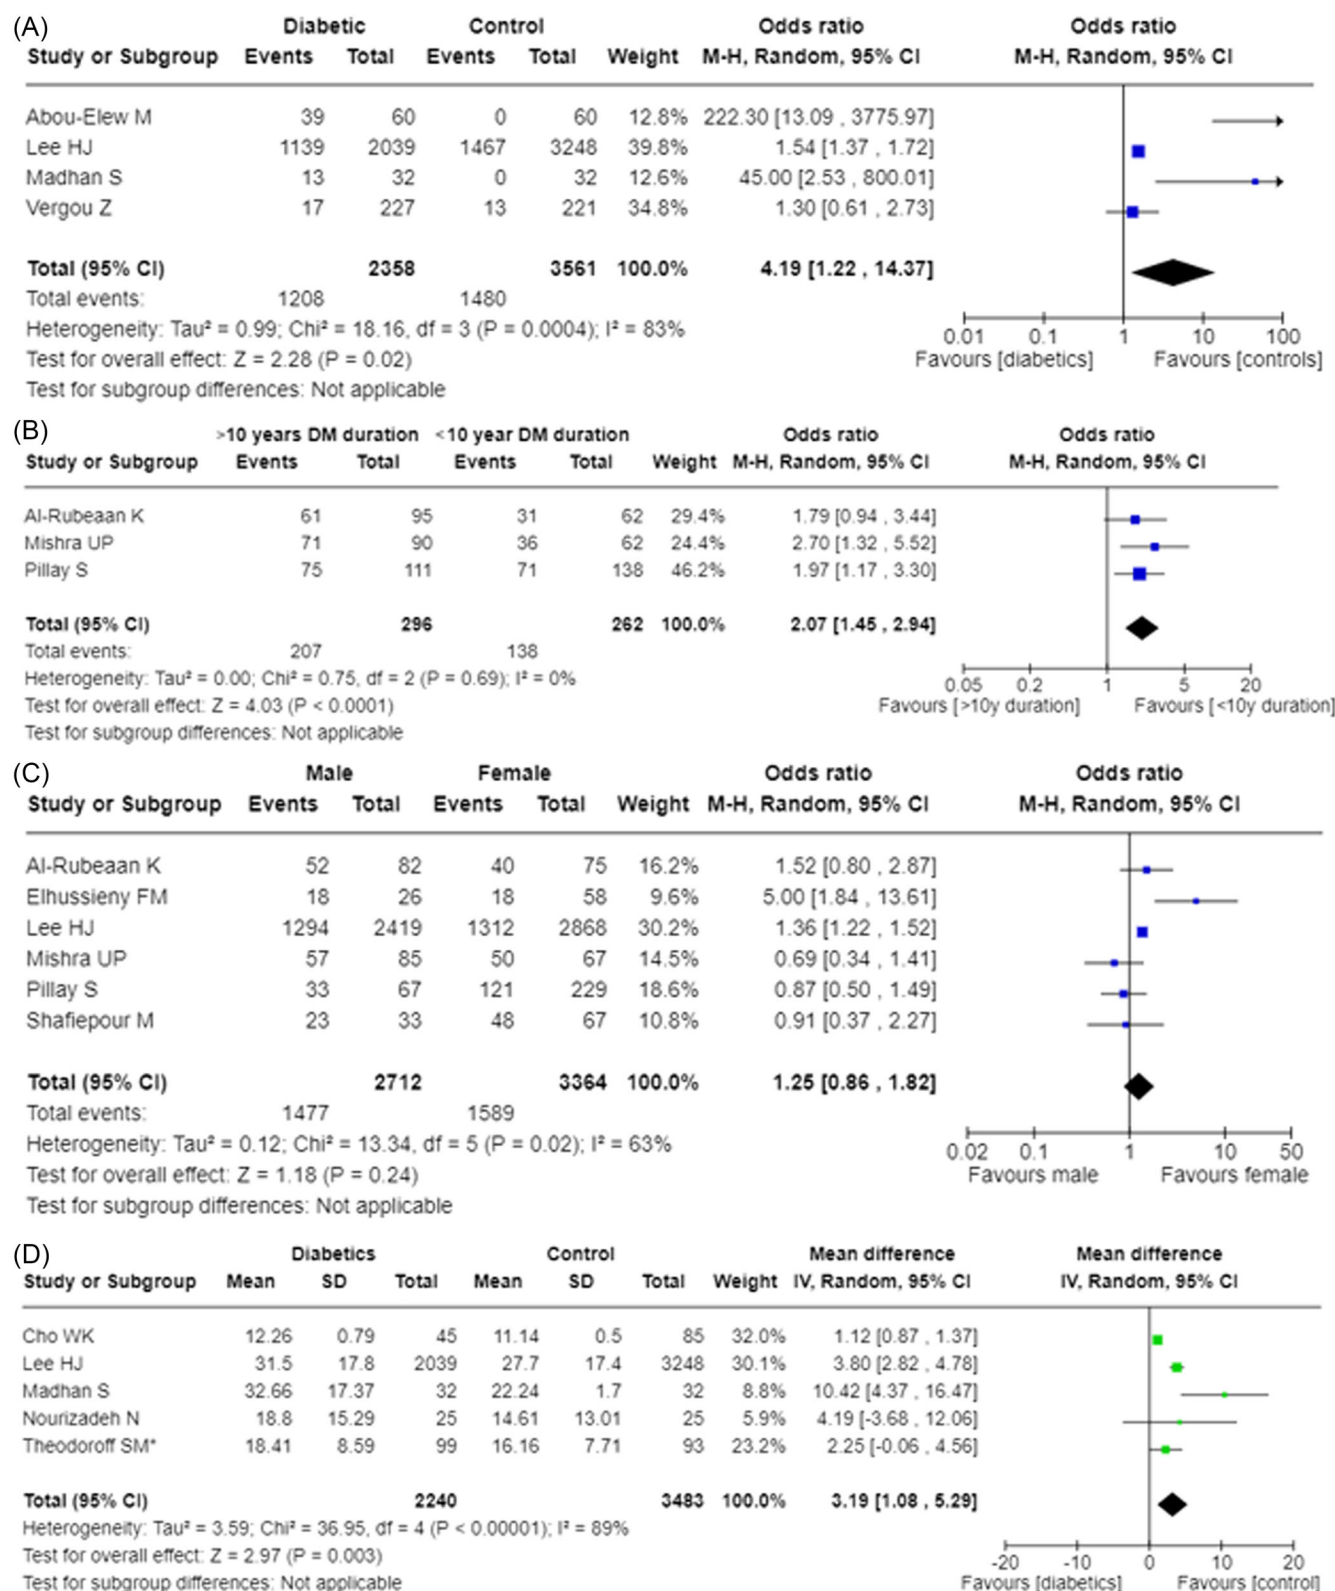 (A)
Diabetic Control Odds ratio Odds ratio
Study or Subgroup Events Total Events Total Weight M-H, Random, 95% CI M-H, Random, 95% CI
Abou-Elew M 39 60 0 60 12.8% 222.30 [13.09 , 3775.97]
Lee HJ 1139 2039 1467 3248 39.8% 1.54 [1.37 , 1.72]
Madhan S 13 32 0 32 12.6% 45.00 [2.53 , 800.01]
Vergou Z 17 227 13 221 34.8% 1.30 [0.61 , 2.73]
Total (95% CI) 2358 3561 100.0% 4.19 [1.22 , 14.37]
Total events: 1208 1480
Heterogeneity: Tau² = 0.99; Chi² = 18.16, df = 3 (P = 0.0004); I² = 83%
Test for overall effect: Z = 2.28 (P = 0.02)
Test for subgroup differences: Not applicable
0.01 0.1 1 10 100
Favours [diabetics] Favours [controls]
(B)
>10 years DM duration <10 year DM duration Odds ratio Odds ratio
Study or Subgroup Events Total Events Total Weight M-H, Random, 95% CI M-H, Random, 95% CI
Al-Rubeaan K 61 95 31 62 29.4% 1.79 [0.94 , 3.44]
Mishra UP 71 90 36 62 24.4% 2.70 [1.32 , 5.52]
Pillay S 75 111 71 138 46.2% 1.97 [1.17 , 3.30]
Total (95% CI) 296 262 100.0% 2.07 [1.45 , 2.94]
Total events: 207 138
Heterogeneity: Tau² = 0.00; Chi² = 0.75, df = 2 (P = 0.69); I² = 0%
Test for overall effect: Z = 4.03 (P < 0.0001)
Test for subgroup differences: Not applicable
0.05 0.2 1 5 20
Favours [>10y duration] Favours [<10y duration]
(C)
Male Female Odds ratio Odds ratio
Study or Subgroup Events Total Events Total Weight M-H, Random, 95% CI M-H, Random, 95% CI
Al-Rubeaan K 52 82 40 75 16.2% 1.52 [0.80 , 2.87]
Elhussieny FM 18 26 18 58 9.6% 5.00 [1.84 , 13.61]
Lee HJ 1294 2419 1312 2868 30.2% 1.36 [1.22 , 1.52]
Mishra UP 57 85 50 67 14.5% 0.69 [0.34 , 1.41]
Pillay S 33 67 121 229 18.6% 0.87 [0.50 , 1.49]
Shafiepour M 23 33 48 67 10.8% 0.91 [0.37 , 2.27]
Total (95% CI) 2712 3364 100.0% 1.25 [0.86 , 1.82]
Total events: 1477 1589
Heterogeneity: Tau² = 0.12; Chi² = 13.34, df = 5 (P = 0.02); I² = 63%
Test for overall effect: Z = 1.18 (P = 0.24)
Test for subgroup differences: Not applicable
0.02 0.1 1 10 50
Favours male Favours female
(D)
Diabetics Control Mean difference Mean difference
Study or Subgroup Mean SD Total Mean SD Total Weight IV, Random, 95% CI IV, Random, 95% CI
Cho WK 12.26 0.79 45 11.14 0.5 85 32.0% 1.12 [0.87 , 1.37]
Lee HJ 31.5 17.8 2039 27.7 17.4 3248 30.1% 3.80 [2.82 , 4.78]
Madhan S 32.66 17.37 32 22.24 1.7 32 8.8% 10.42 [4.37 , 16.47]
Nourizadeh N 18.8 15.29 25 14.61 13.01 25 5.9% 4.19 [-3.68 , 12.06]
Theodoroff SM* 18.41 8.59 99 16.16 7.71 93 23.2% 2.25 [-0.06 , 4.56]
Total (95% CI) 2240 3483 100.0% 3.19 [1.08 , 5.29]
Heterogeneity: Tau² = 3.59; Chi² = 36.95, df = 4 (P < 0.00001); I² = 89%
Test for overall effect: Z = 2.97 (P = 0.003)
Test for subgroup differences: Not applicable
-20 -10 0 10 20
Favours [diabetics] Favours [control]